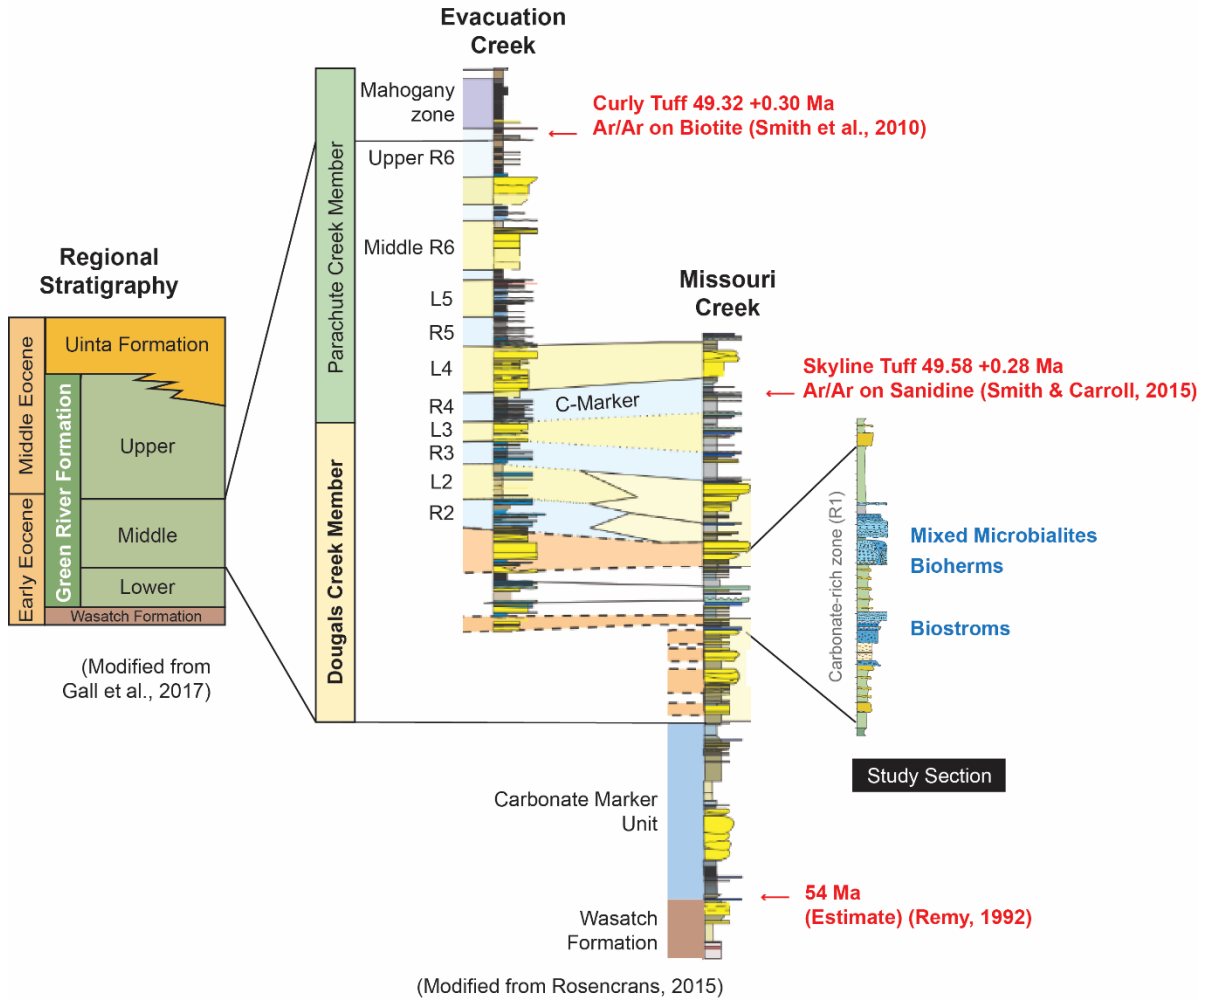 Evacuation
Creek
Mahogany
zone
Upper R6
Middle R6
L5
R5
L4
R4
L3
R3
L2
R2
Curly Tuff 49.32 +0.30 Ma
Ar/Ar on Biotite (Smith et al., 2010)
Parachute Creek Member
Dougals Creek Member
Regional
Stratigraphy
Middle Eocene
Early Eocene
Green River Formation
Uinta Formation
Upper
Middle
Lower
Wasatch Formation
(Modified from
Gall et al., 2017)
Missouri
Creek
C-Marker
Skyline Tuff 49.58 +0.28 Ma
Ar/Ar on Sanidine (Smith & Carroll, 2015)
Carbonate-rich zone (R1)
Mixed Microbialites
Bioherms
Biostroms
Study Section
Carbonate Marker
Unit
54 Ma
(Estimate) (Remy, 1992)
Wasatch
Formation
(Modified from Rosencrans, 2015)